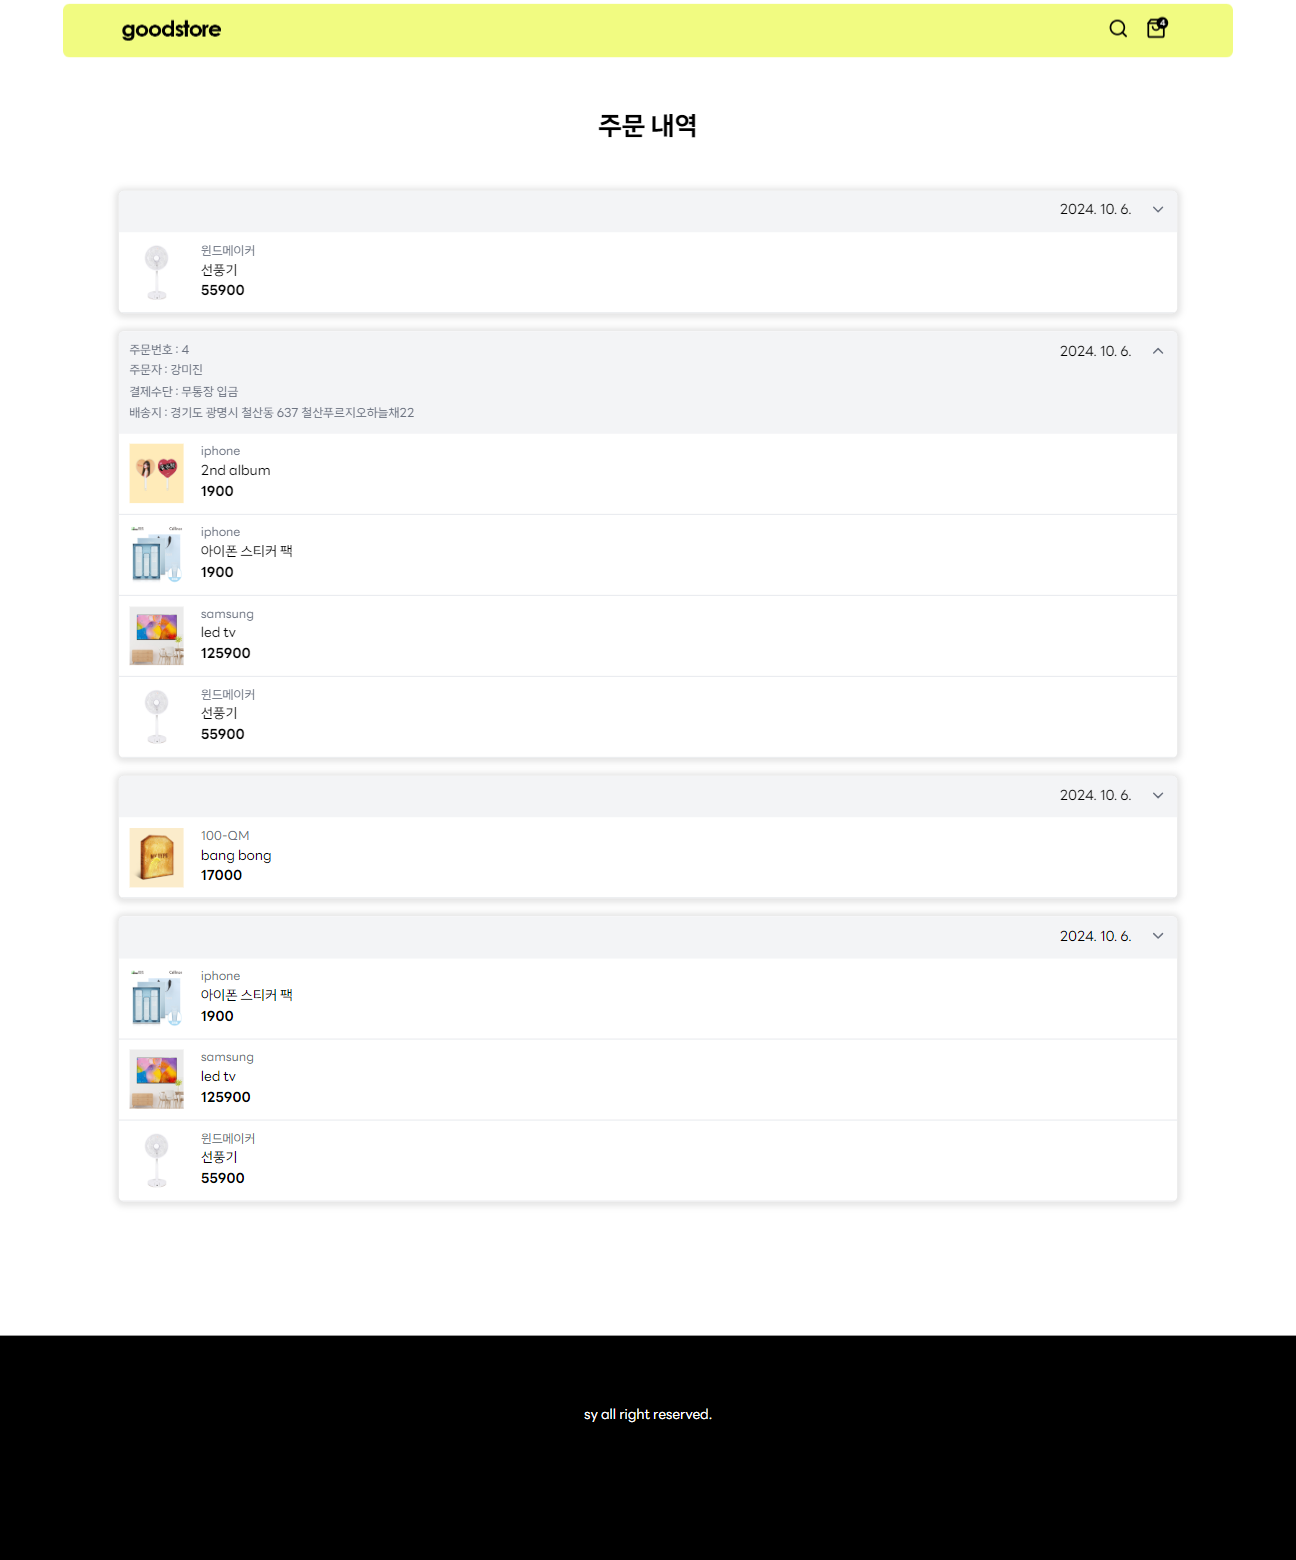 goodstore
4
주문 내역
2024. 10. 6.
윈드메이커
선풍기
55900
주문번호 : 4
2024. 10. 6.
주문자 : 강미진
결제수단 : 무통장 입금
배송지 : 경기도 광명시 철산동 637 철산푸르지오하늘채22
iphone
2nd album
1900
iphone
아이폰 스티커 팩
1900
samsung
led tv
125900
윈드메이커
선풍기
55900
2024. 10. 6.
100-QM
bang bong
17000
2024. 10. 6.
iphone
아이폰 스티커 팩
1900
samsung
led tv
125900
윈드메이커
선풍기
55900
sy all right reserved.